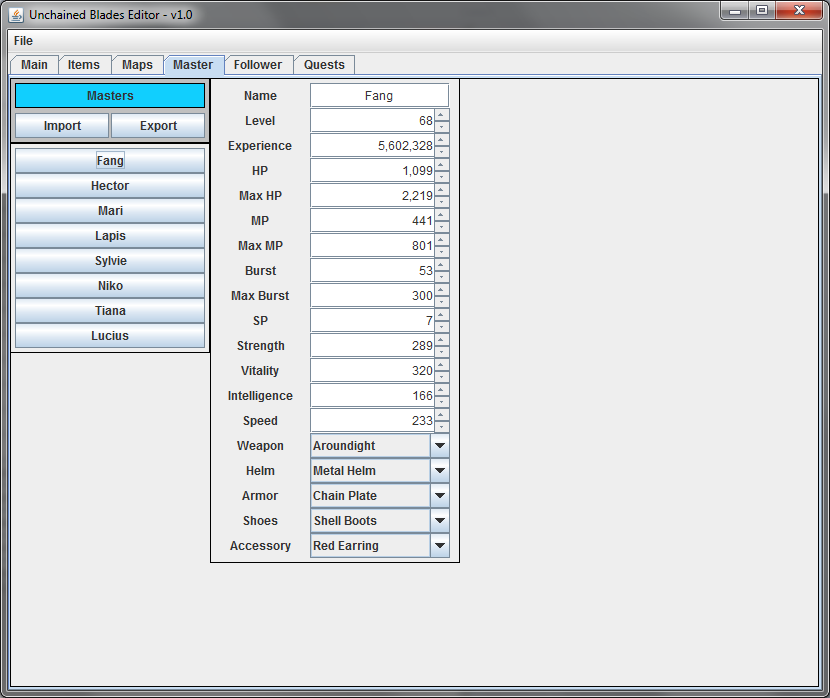 Unchained Blades Editor - v1.0
File
Main Items Maps Master Follower Quests
Masters
Import Export
Fang
Hector
Mari
Lapis
Sylvie
Niko
Tiana
Lucius
Name Fang
Level 68
Experience 5,602,328
HP 1,099
Max HP 2,219
MP 441
Max MP 801
Burst 53
Max Burst 300
SP 7
Strength 289
Vitality 320
Intelligence 166
Speed 233
Weapon Aroundight
Helm Metal Helm
Armor Chain Plate
Shoes Shell Boots
Accessory Red Earring